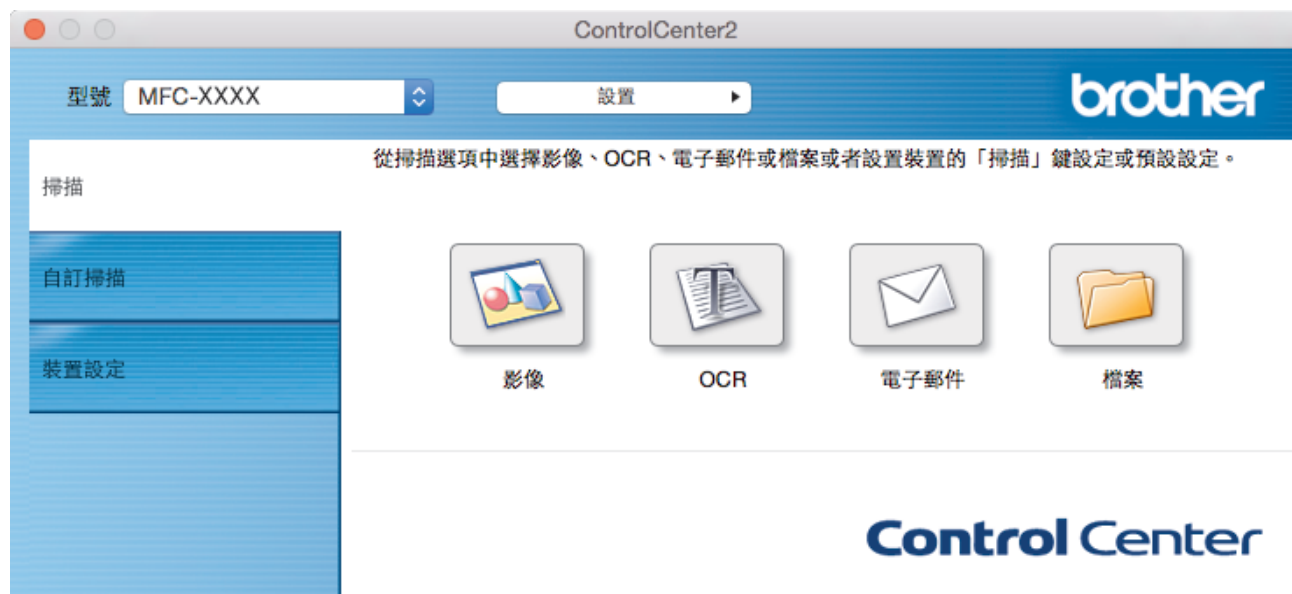 ControlCenter2
型號 MFC-XXXX 設置
brother
從掃描選項中選擇影像、OCR、電子郵件或檔案或者設置裝置的「掃描」鍵設定或預設設定。
掃描
自訂掃描
裝置設定
影像 OCR 電子郵件 檔案
Control Center